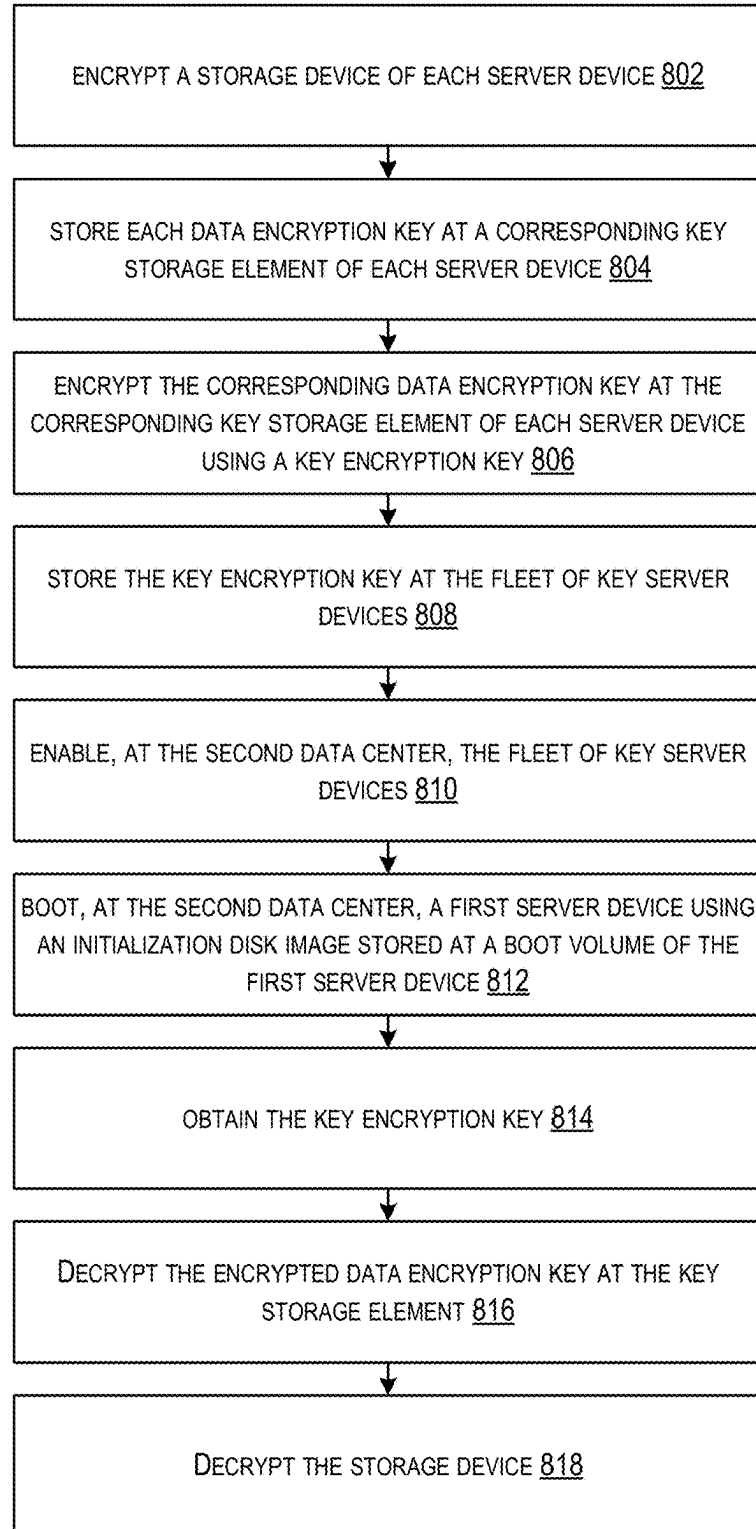 ENCRYPT A STORAGE DEVICE OF EACH SERVER DEVICE 802
STORE EACH DATA ENCRYPTION KEY AT A CORRESPONDING KEY
STORAGE ELEMENT OF EACH SERVER DEVICE 804
ENCRYPT THE CORRESPONDING DATA ENCRYPTION KEY AT THE
CORRESPONDING KEY STORAGE ELEMENT OF EACH SERVER DEVICE
USING A KEY ENCRYPTION KEY 806
STORE THE KEY ENCRYPTION KEY AT THE FLEET OF KEY SERVER
DEVICES 808
ENABLE, AT THE SECOND DATA CENTER, THE FLEET OF KEY SERVER
DEVICES 810
BOOT, AT THE SECOND DATA CENTER, A FIRST SERVER DEVICE USING
AN INITIALIZATION DISK IMAGE STORED AT A BOOT VOLUME OF THE
FIRST SERVER DEVICE 812
OBTAIN THE KEY ENCRYPTION KEY 814
DECRYPT THE ENCRYPTED DATA ENCRYPTION KEY AT THE KEY
STORAGE ELEMENT 816
DECRYPT THE STORAGE DEVICE 818